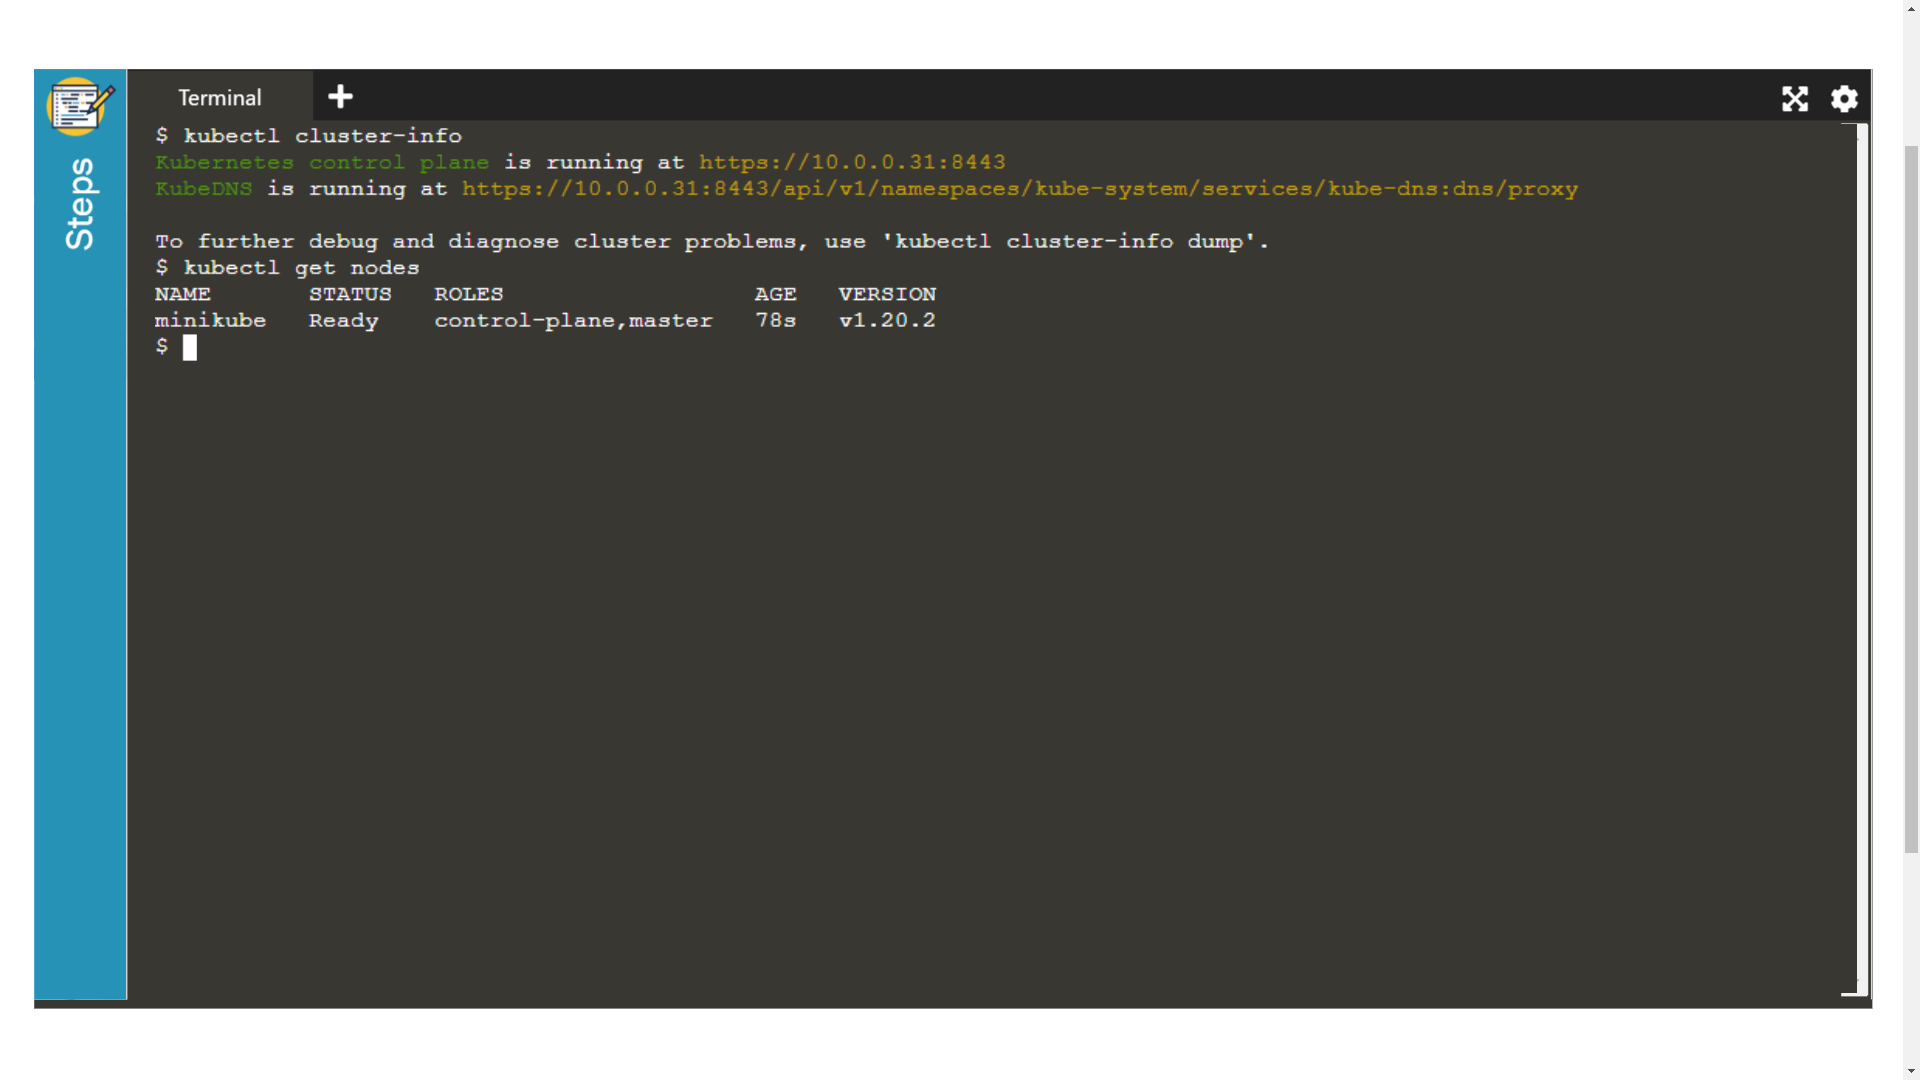 Steps
Terminal
$ kubectl cluster-info
Kubernetes control plane is running at https://10.0.0.31:8443
KubeDNS is running at https://10.0.0.31:8443/api/v1/namespaces/kube-system/services/kube-dns:dns/proxy
To further debug and diagnose cluster problems, use 'kubectl cluster-info dump'.
$ kubectl get nodes
NAME STATUS ROLES AGE VERSION
minikube Ready control-plane,master 78s v1.20.2
$